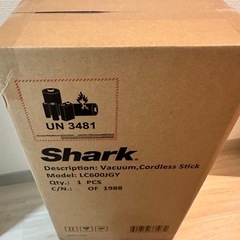 UN 3481
Shark
Description: Vacuum,Cordless Stick
Model: LC600JGY
Qty.: 1 PCS
C/N.: OF 1988